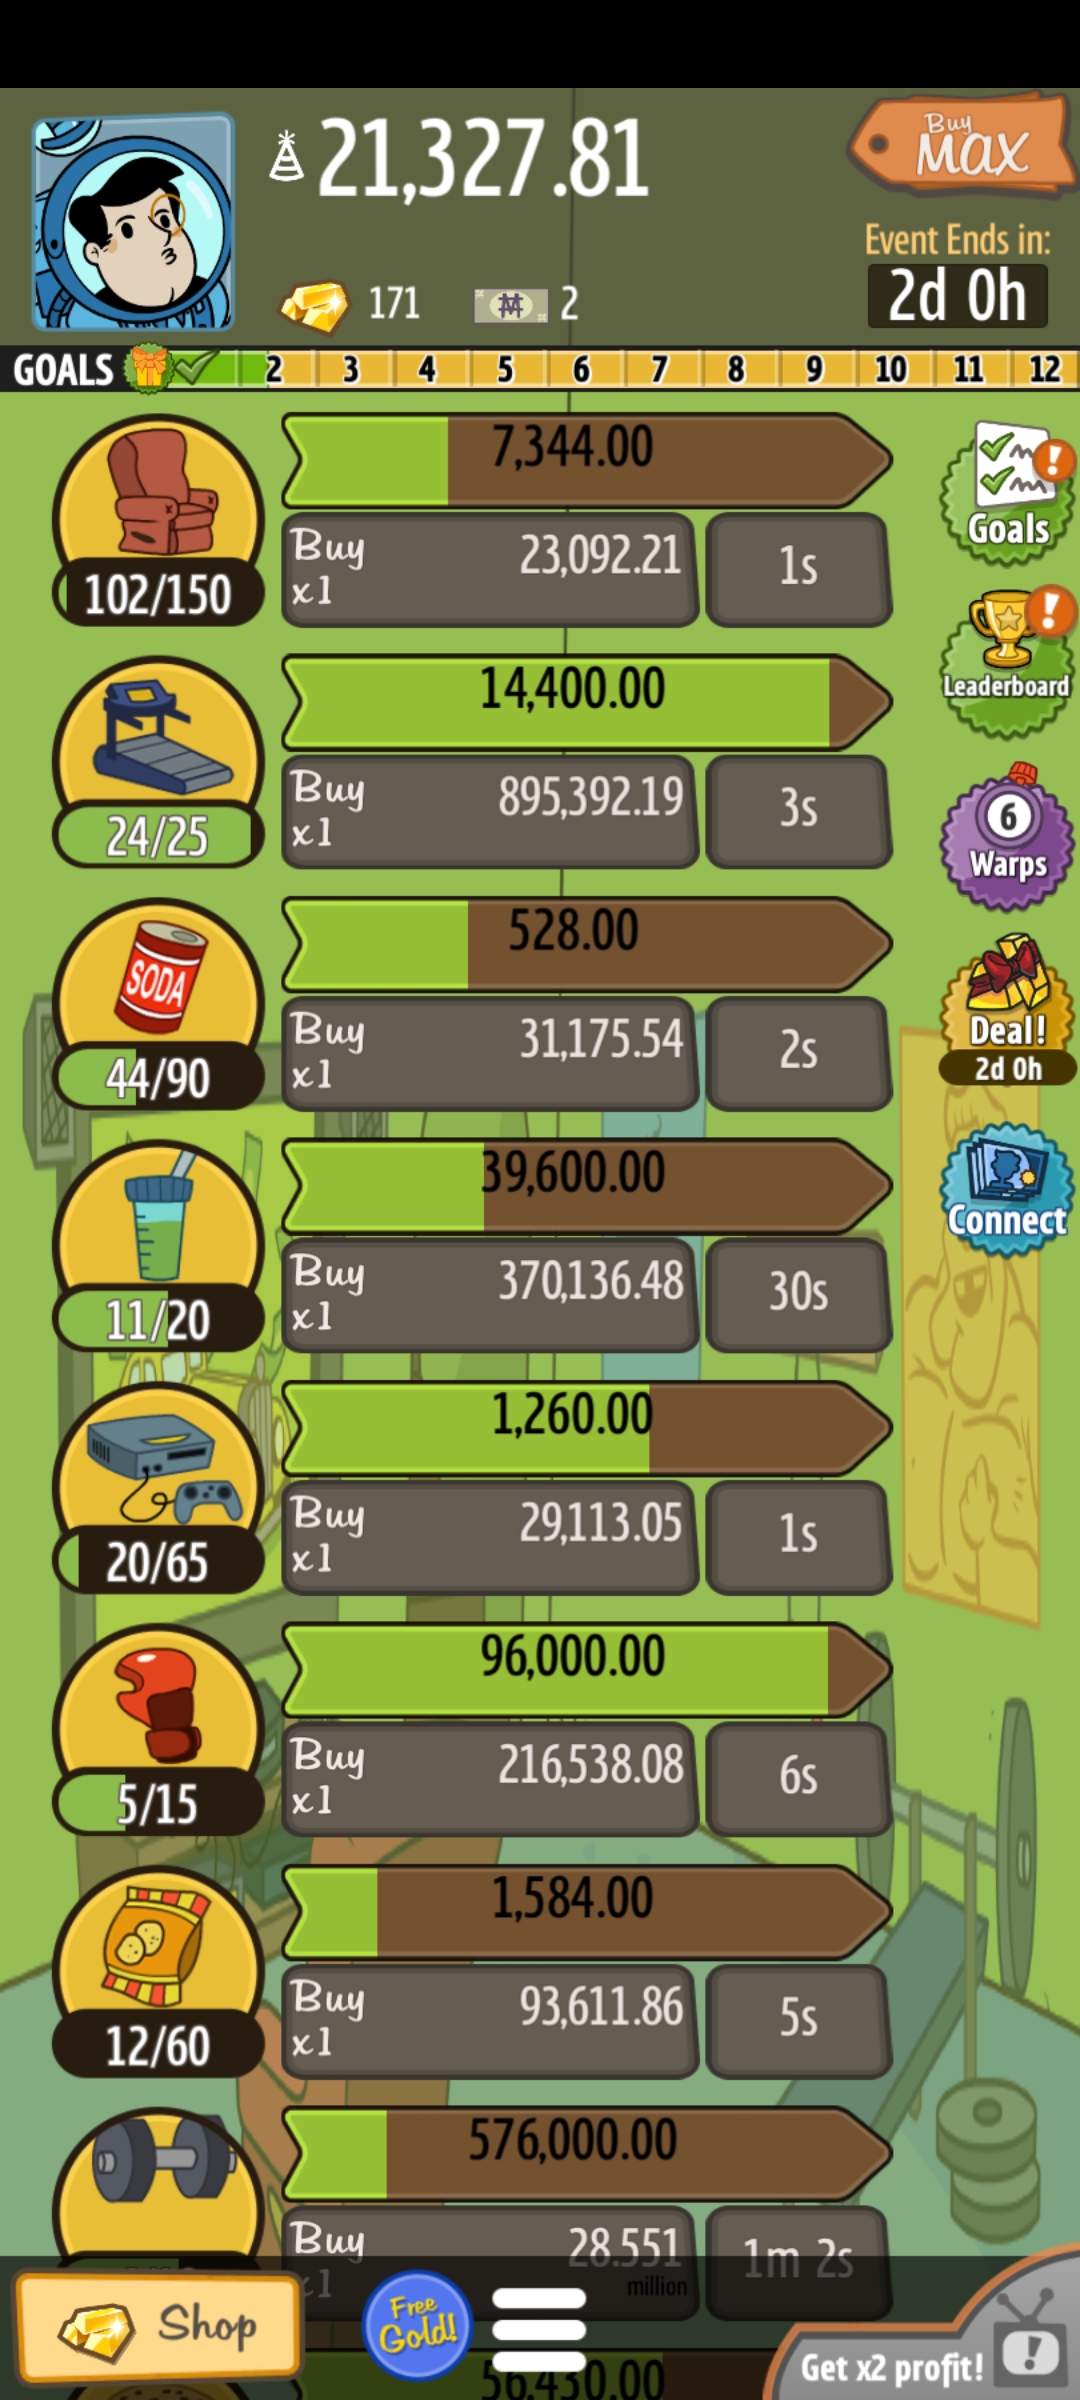 21,327.81
Buy
MAX
171
2
Event Ends in:
2d 0h
GOALS 2 3 4 5 6 7 8 9 10 11 12
7,344.00
Buy
x1
23,092.21
1s
102/150
Goals
14,400.00
Buy
x1
895,392.19
3s
24/25
Leaderboard
6
Warps
528.00
SODA
Buy
x1
31,175.54
2s
44/90
Deal!
2d 0h
39,600.00
Buy
x1
370,136.48
30s
11/20
Connect
1,260.00
Buy
x1
29,113.05
1s
20/65
96,000.00
Buy
x1
216,538.08
6s
5/15
1,584.00
Buy
x1
93,611.86
5s
12/60
576,000.00
Buy
x1
28.551
million
1m 2s
Shop
Free
Gold!
56,430.00
Get x2 profit!